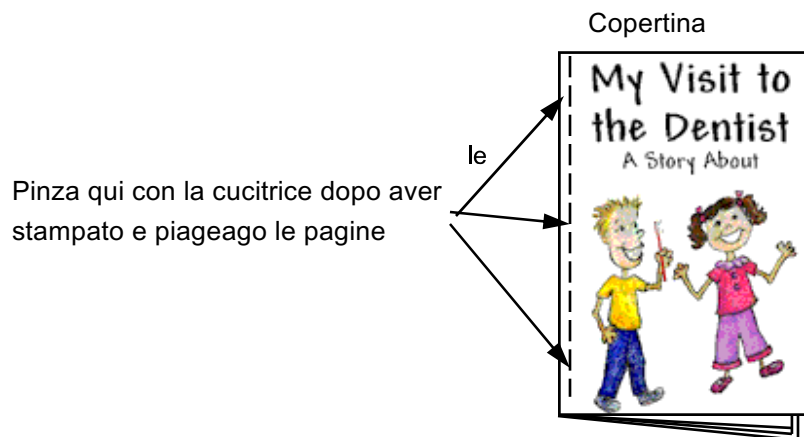 Copertina
My Visit to
the Dentist
A Story About
le
Pinza qui con la cucitrice dopo aver
stampato e piageago le pagine